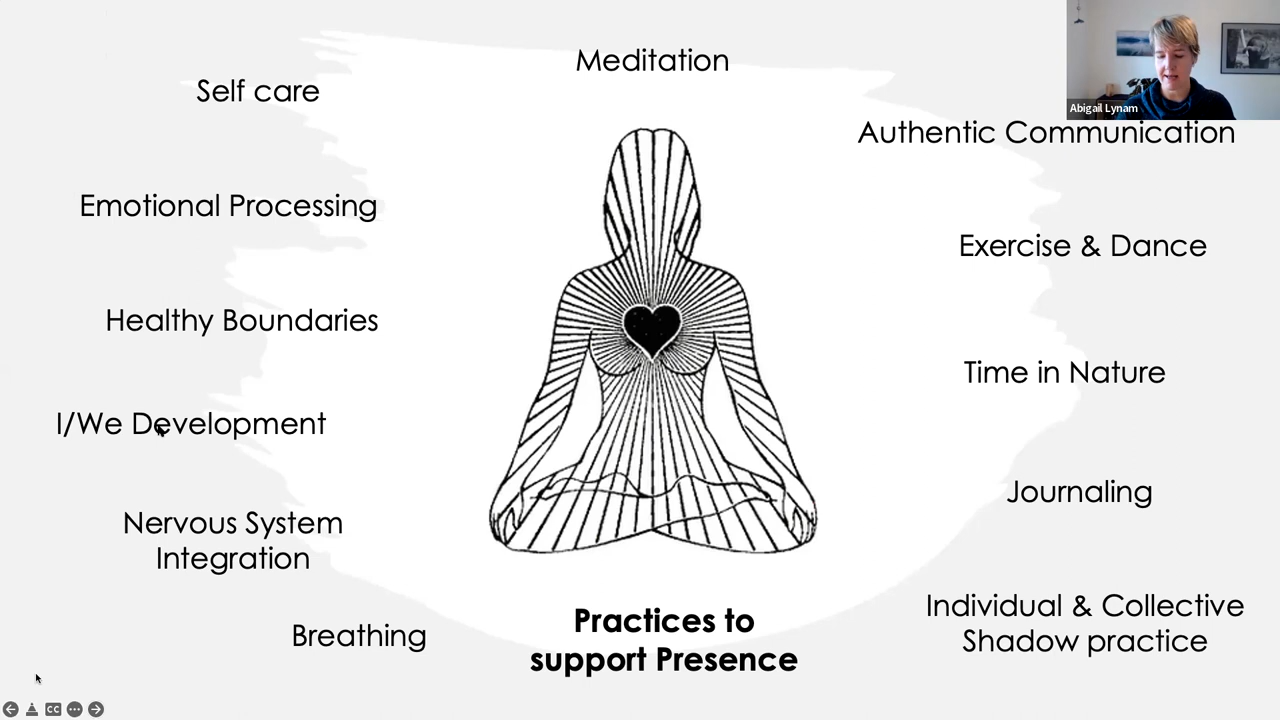 Meditation
Abigail Lynam
Self care
Authentic Communication
Emotional Processing
Exercise & Dance
Healthy Boundaries
Time in Nature
I/We Development
Journaling
Nervous System
Integration
Individual & Collective
Shadow practice
Breathing
Practices to
support Presence
CC